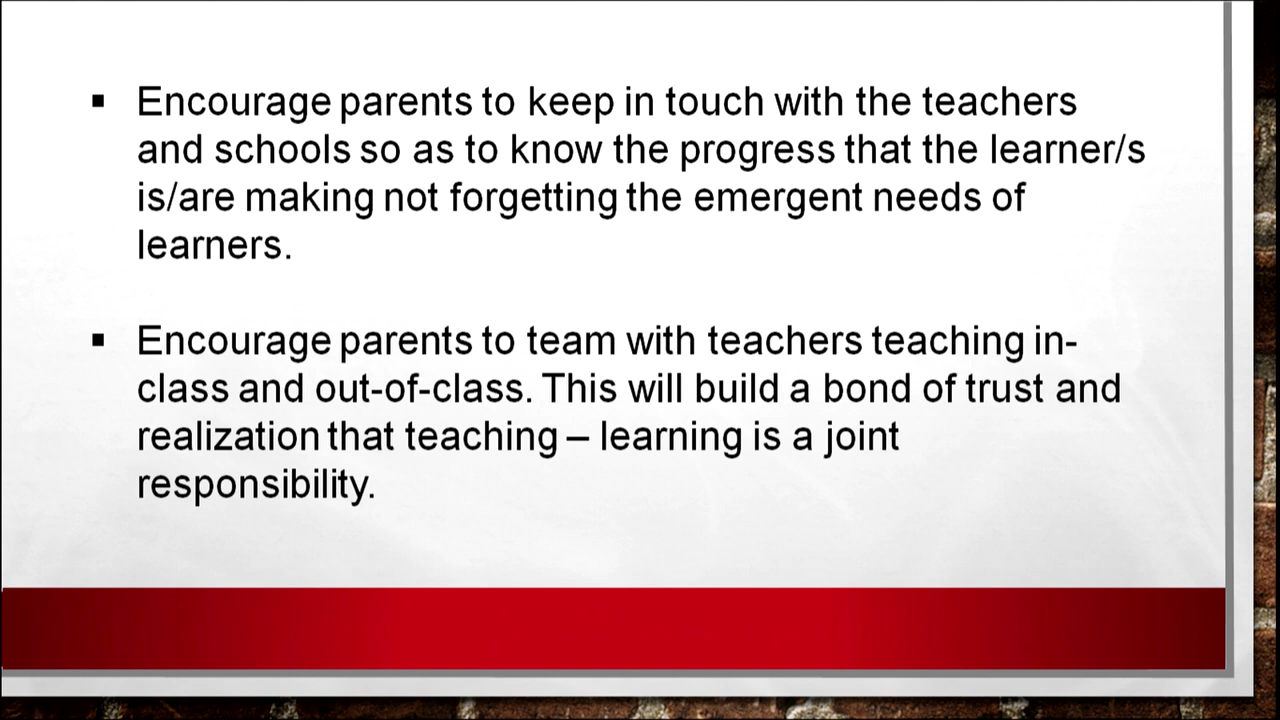 ▪ Encourage parents to keep in touch with the teachers
and schools so as to know the progress that the learner/s
is/are making not forgetting the emergent needs of
learners.
▪ Encourage parents to team with teachers teaching in-
class and out-of-class. This will build a bond of trust and
realization that teaching – learning is a joint
responsibility.